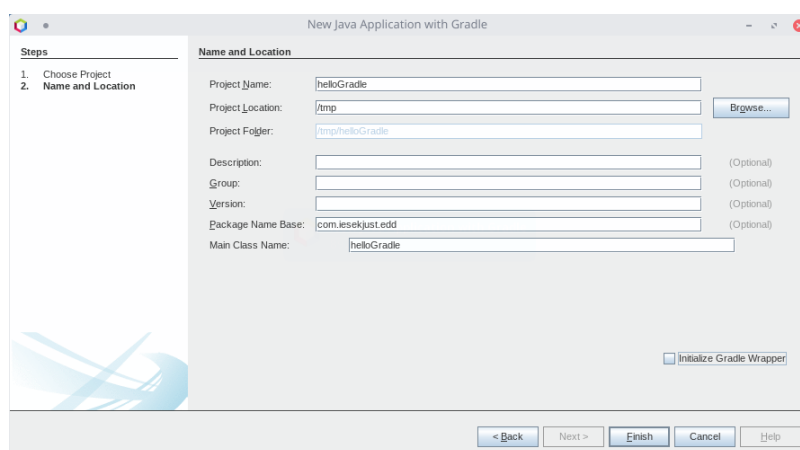 New Java Application with Gradle
Steps
1. Choose Project
2. Name and Location
Name and Location
Project Name: helloGradle
Project Location: /tmp Browse...
Project Folder: /tmp/helloGradle
Description: (Optional)
Group: (Optional)
Version: (Optional)
Package Name Base: com.iesekjust.edd (Optional)
Main Class Name: helloGradle
Initialize Gradle Wrapper
< Back Next > Finish Cancel Help